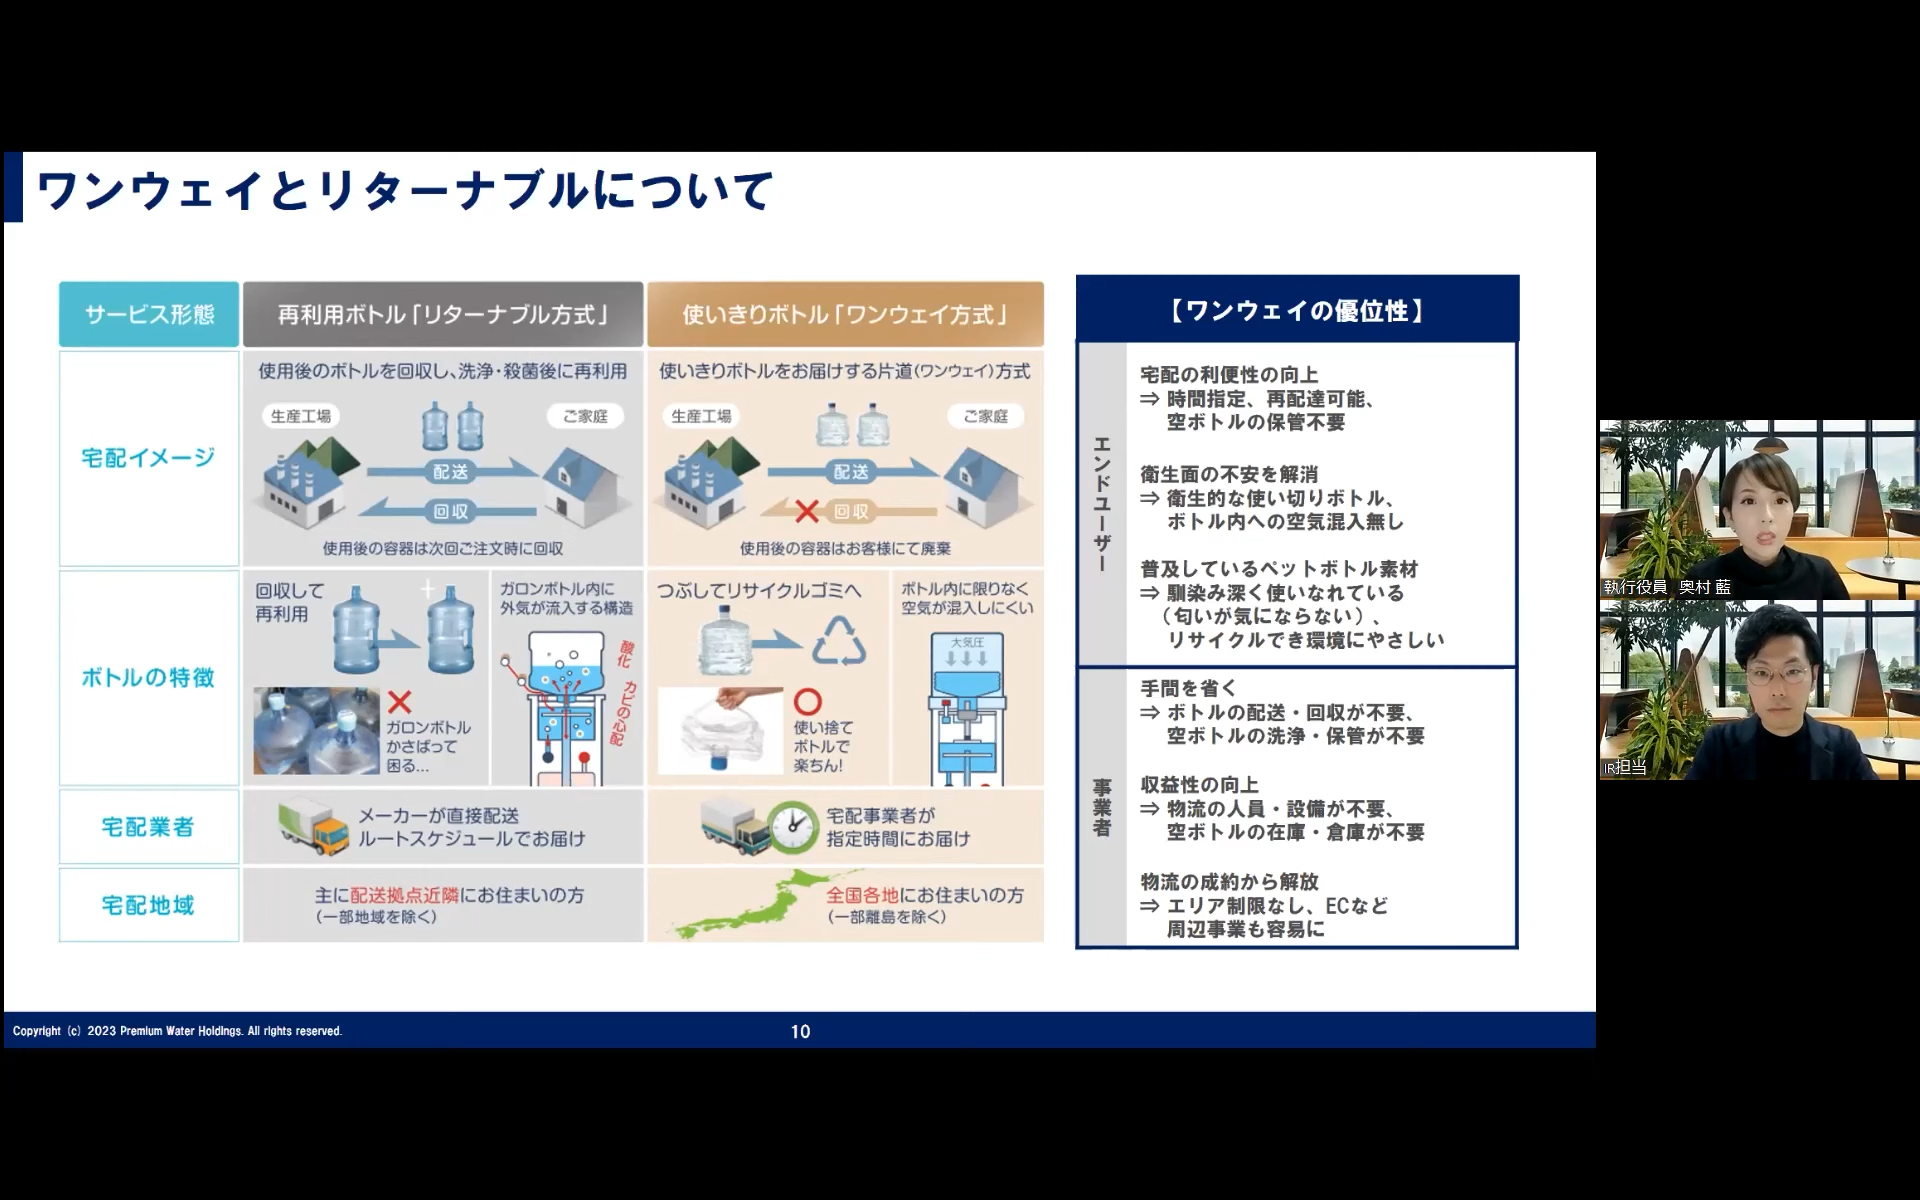 ワンウェイとリターナブルについて
サービス形態
再利用ボトル「リターナブル方式」
使いきりボトル「ワンウェイ方式」
宅配イメージ
使用後のボトルを回収し、洗浄・殺菌後に再利用
生産工場
ご家庭
配送
回収
使用後の容器は次回ご注文時に回収
使いきりボトルをお届けする片道(ワンウェイ)方式
生産工場
ご家庭
配送
回収
使用後の容器はお客様にて廃棄
ボトルの特徴
回収して
再利用
ガロンボトル
かさばって
困る...
ガロンボトル内に
外気が流入する構造
酸化
カビの心配
つぶしてリサイクルゴミへ
使い捨て
ボトルで
楽ちん!
ボトル内に限りなく
空気が混入しにくい
大気圧
宅配業者
メーカーが直接配送
ルートスケジュールでお届け
宅配事業者が
指定時間にお届け
宅配地域
主に配送拠点近隣にお住まいの方
(一部地域を除く)
全国各地にお住まいの方
(一部離島を除く)
【ワンウェイの優位性】
エンドユーザー
宅配の利便性の向上
⇒ 時間指定、再配達可能、
空ボトルの保管不要
衛生面の不安を解消
⇒ 衛生的な使い切りボトル、
ボトル内への空気混入無し
普及しているペットボトル素材
⇒ 馴染み深く使いなれている
（匂いが気にならない）、
リサイクルでき環境にやさしい
事業者
手間を省く
⇒ ボトルの配送・回収が不要、
空ボトルの洗浄・保管が不要
収益性の向上
⇒ 物流の人員・設備が不要、
空ボトルの在庫・倉庫が不要
物流の成約から解放
⇒ エリア制限なし、ECなど
周辺事業も容易に
Copyright (c) 2023 Premium Water Holdings. All rights reserved.
10
執行役員 奥村 藍
IR担当